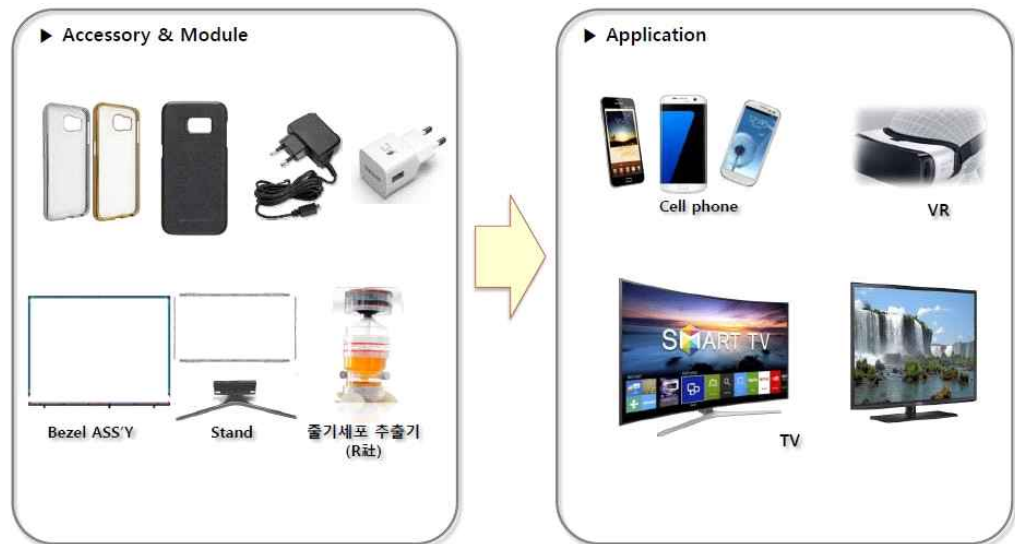 ▶ Accessory & Module
Bezel ASS'Y
Stand
줄기세포 추출기
(R社)
▶ Application
Cell phone
VR
SMART TV
TV